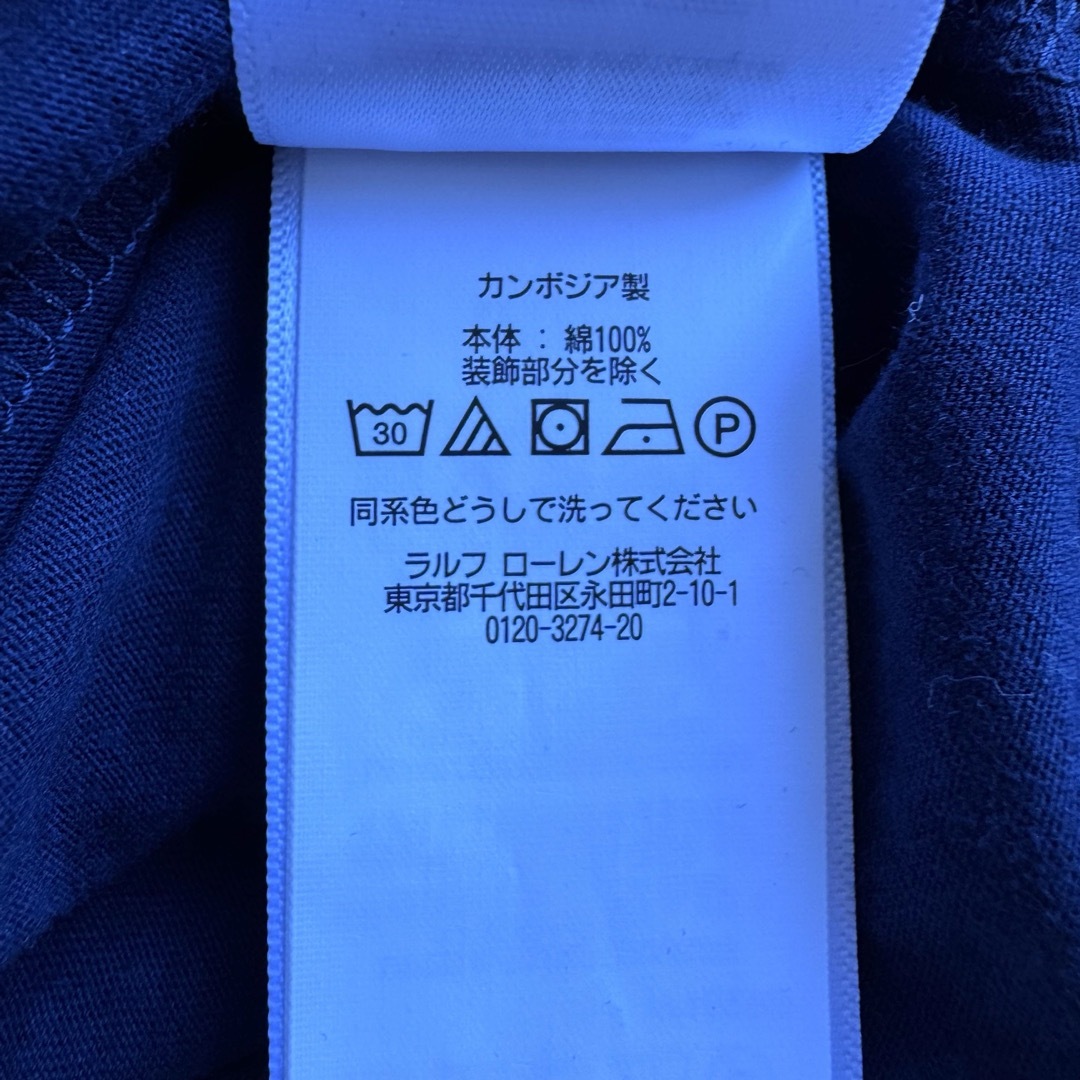 カンボジア製
本体 : 綿100%
装飾部分を除く
30 P
同系色どうしで洗ってください
ラルフ ローレン株式会社
東京都千代田区永田町2-10-1
0120-3274-20